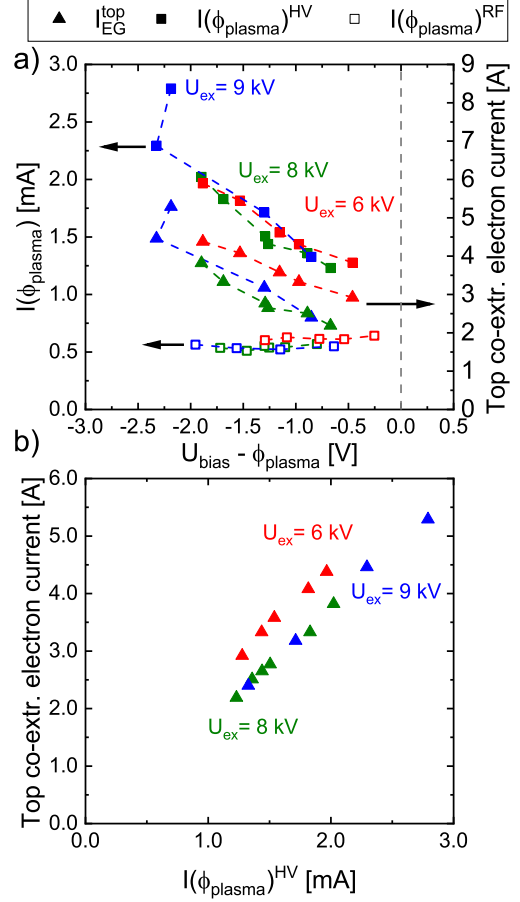 ▲ I_EG^top ■ I(ϕ_plasma)^HV □ I(ϕ_plasma)^RF
a)
3.0
2.5
2.0
1.5
1.0
0.5
0.0
I(ϕ_plasma) [mA]
U_ex= 9 kV
U_ex= 8 kV
U_ex= 6 kV
9
8
7
6
5
4
3
2
1
0
Top co-extr. electron current [A]
-3.0 -2.5 -2.0 -1.5 -1.0 -0.5 0.0 0.5
U_bias - ϕ_plasma [V]
b)
6.0
5.0
4.0
3.0
2.0
1.0
0.0
Top co-extr. electron current [A]
U_ex= 6 kV
U_ex= 9 kV
U_ex= 8 kV
0.0 1.0 2.0 3.0
I(ϕ_plasma)^HV [mA]